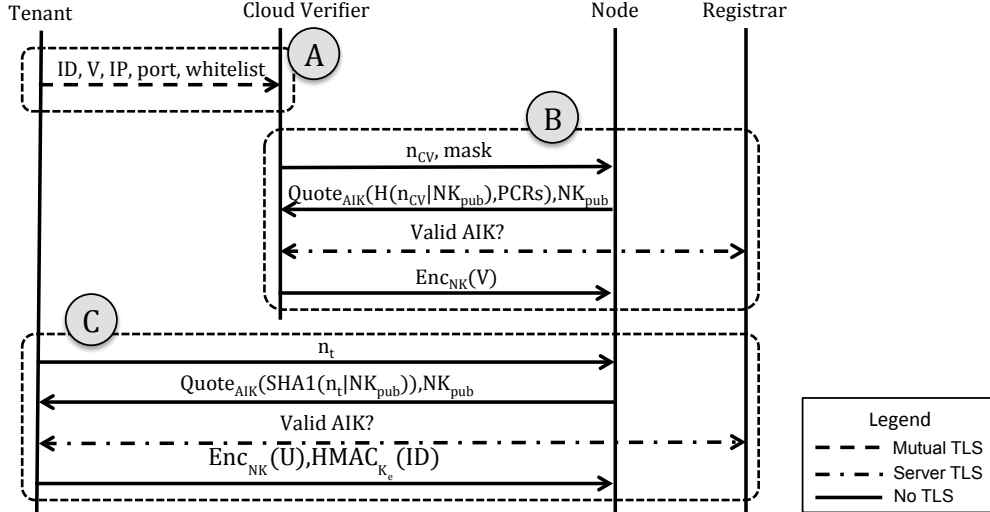 Tenant Cloud Verifier Node Registrar
A
ID, V, IP, port, whitelist
B
n_CV, mask
Quote_AIK(H(n_CV|NK_pub),PCRs),NK_pub
Valid AIK?
Enc_NK(V)
C
n_t
Quote_AIK(SHA1(n_t|NK_pub)),NK_pub
Valid AIK?
Enc_NK(U),HMAC_K_e(ID)
Legend
Mutual TLS
Server TLS
No TLS